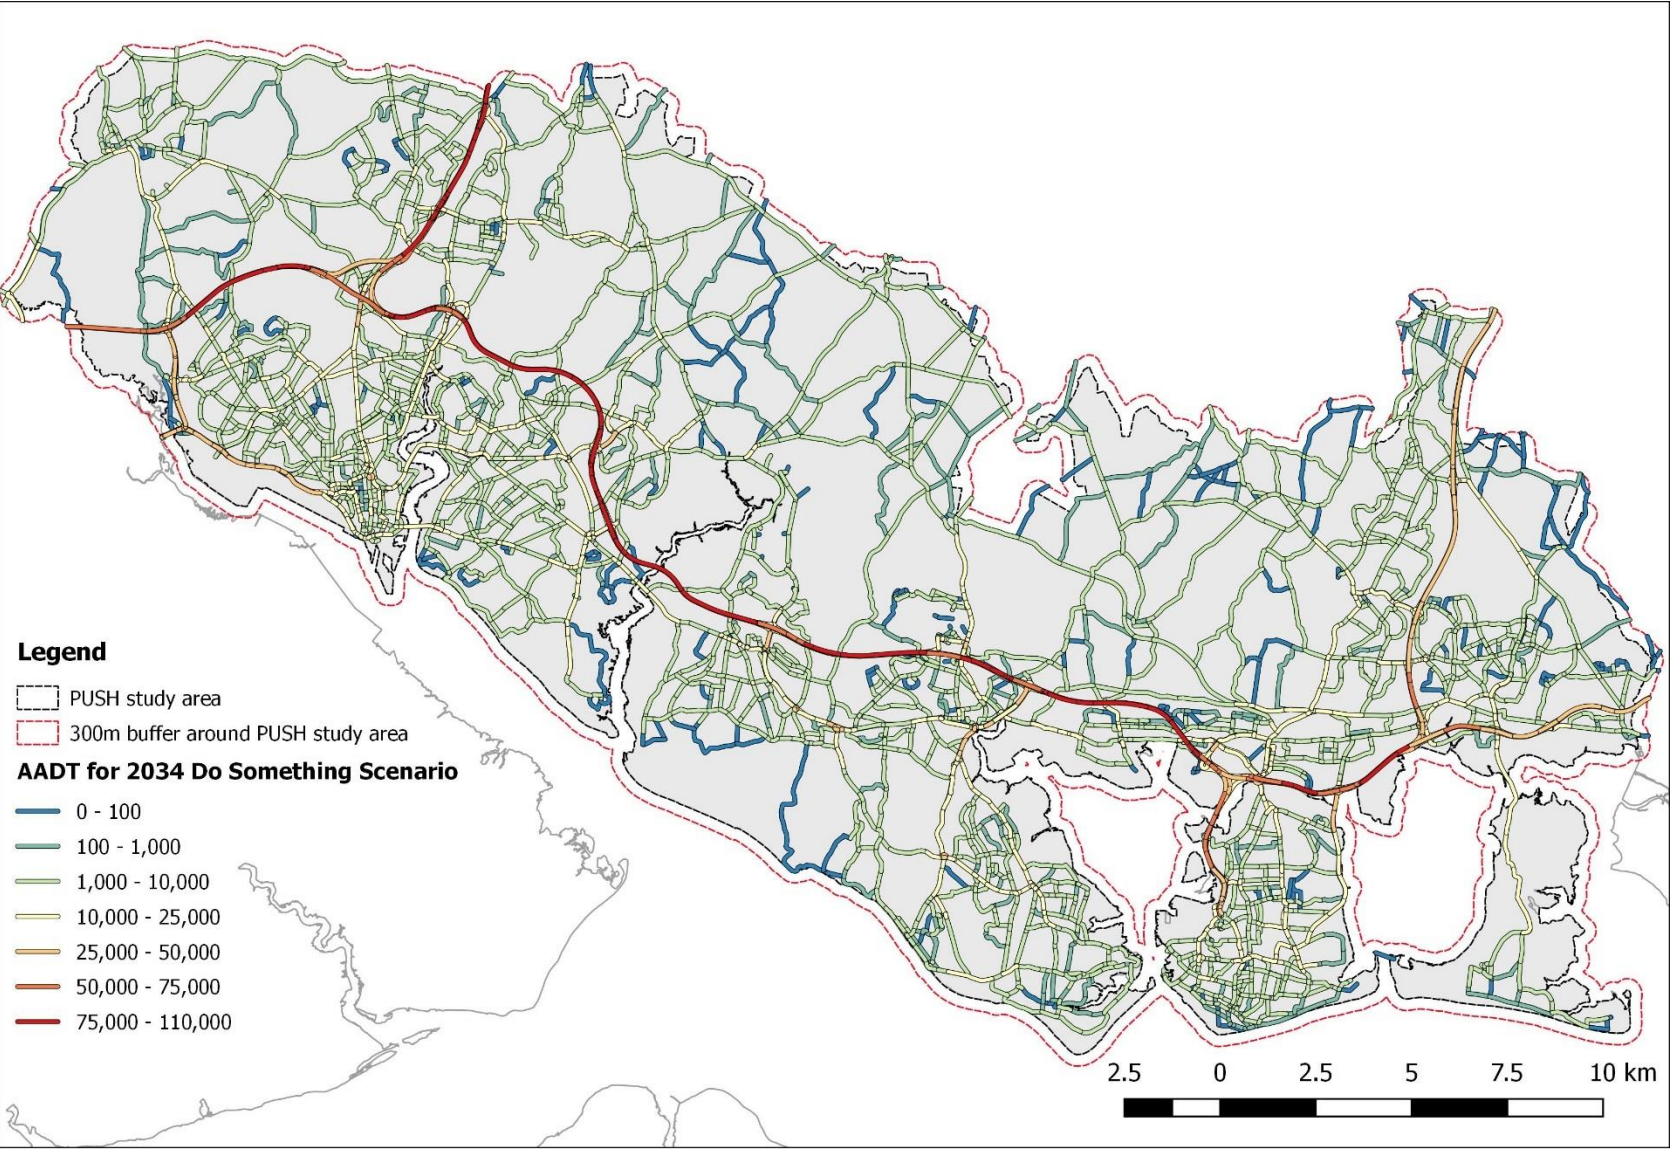 Legend
PUSH study area
300m buffer around PUSH study area
AADT for 2034 Do Something Scenario
0 - 100
100 - 1,000
1,000 - 10,000
10,000 - 25,000
25,000 - 50,000
50,000 - 75,000
75,000 - 110,000
2.5 0 2.5 5 7.5 10 km